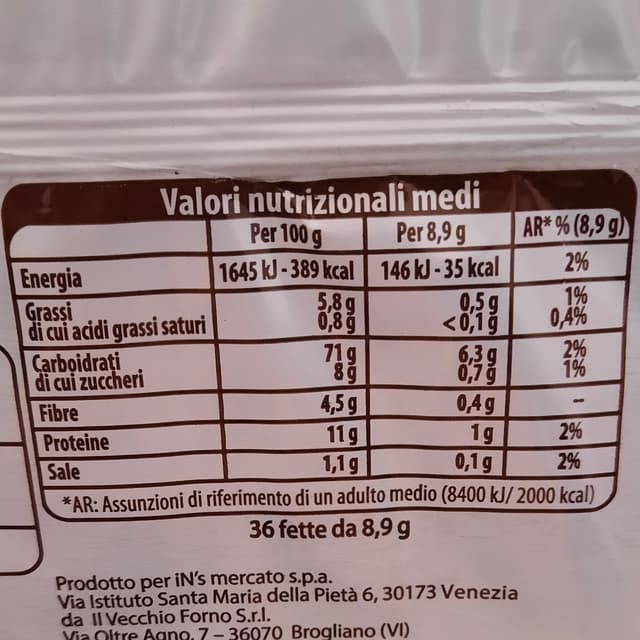 Valori nutrizionali medi
Per 100 g Per 8,9 g AR* % (8,9 g)
Energia 1645 kJ - 389 kcal 146 kJ - 35 kcal 2%
Grassi 5,8 g 0,5 g 1%
di cui acidi grassi saturi 0,8 g < 0,1 g 0,4%
Carboidrati 71 g 6,3 g 2%
di cui zuccheri 8 g 0,7 g 1%
Fibre 4,5 g 0,4 g --
Proteine 11 g 1 g 2%
Sale 1,1 g 0,1 g 2%
*AR: Assunzioni di riferimento di un adulto medio (8400 kJ/ 2000 kcal)
36 fette da 8,9 g
Prodotto per iN's mercato s.p.a.
Via Istituto Santa Maria della Pietà 6, 30173 Venezia
da Il Vecchio Forno S.r.l.
Via Oltre Agno, 7 – 36070 Brogliano (VI)